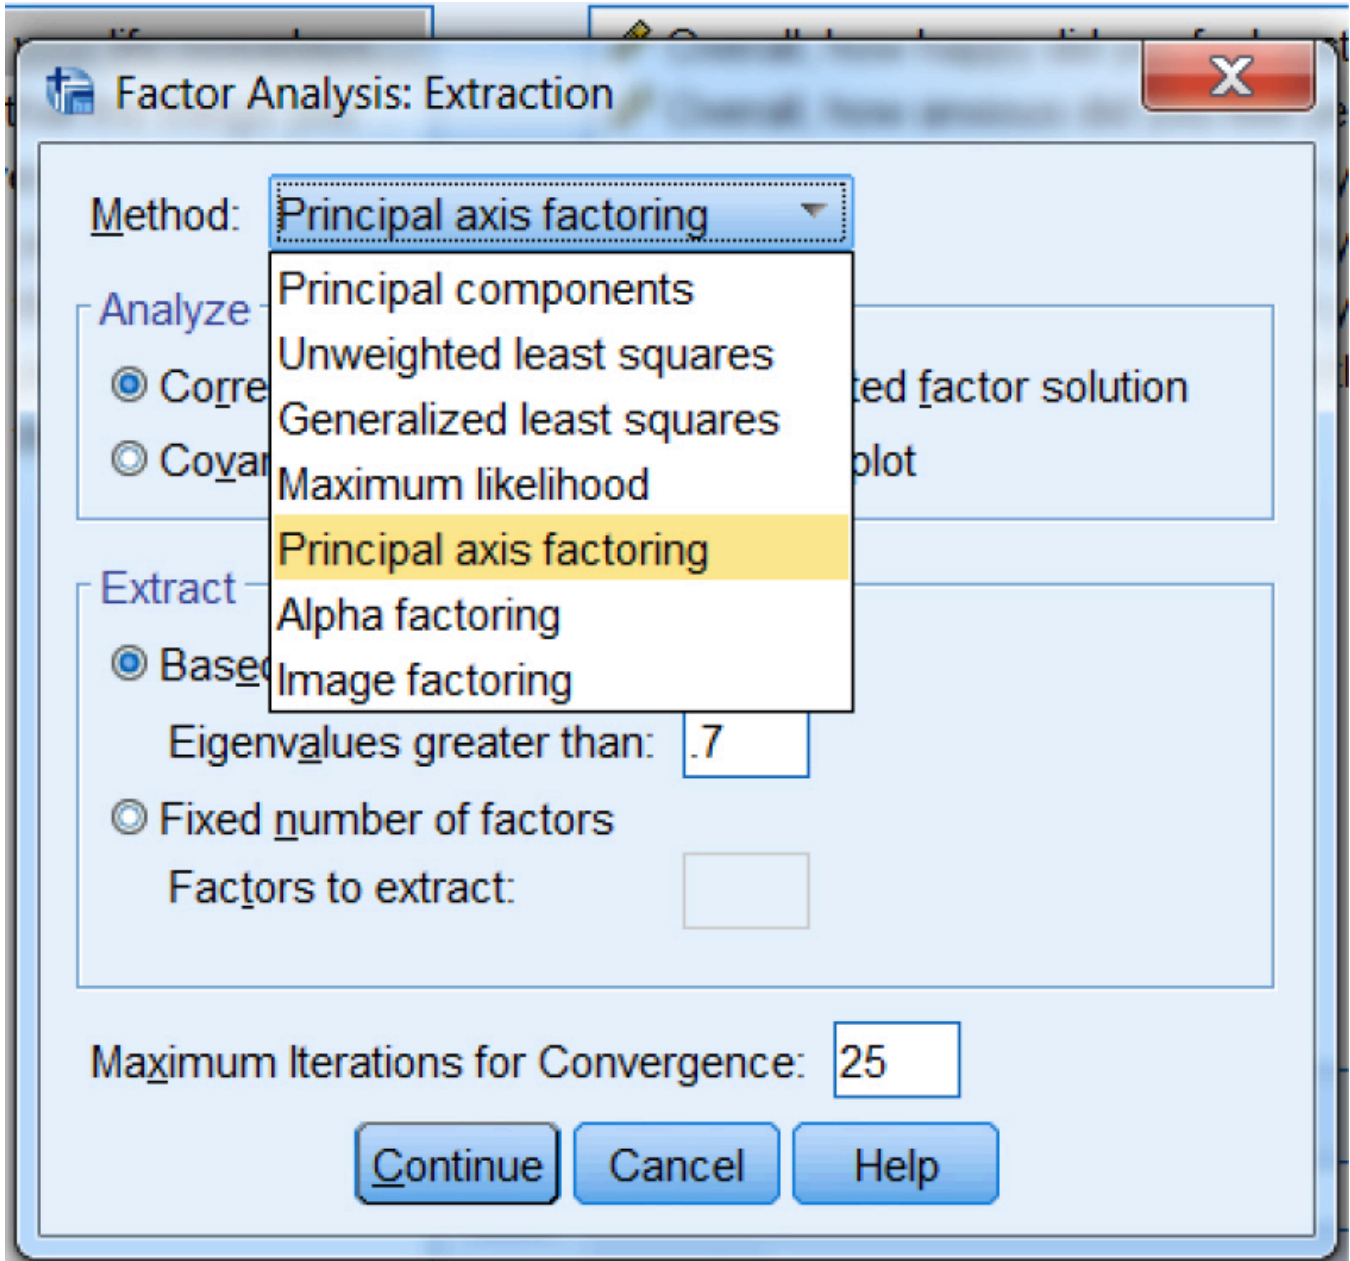 Factor Analysis: Extraction
Method: Principal axis factoring
Principal components
Analyze
Unweighted least squares
Corre ted factor solution
Generalized least squares
Covar plot
Maximum likelihood
Principal axis factoring
Extract
Alpha factoring
Based
Image factoring
Eigenvalues greater than: .7
Fixed number of factors
Factors to extract:
Maximum Iterations for Convergence: 25
Continue Cancel Help